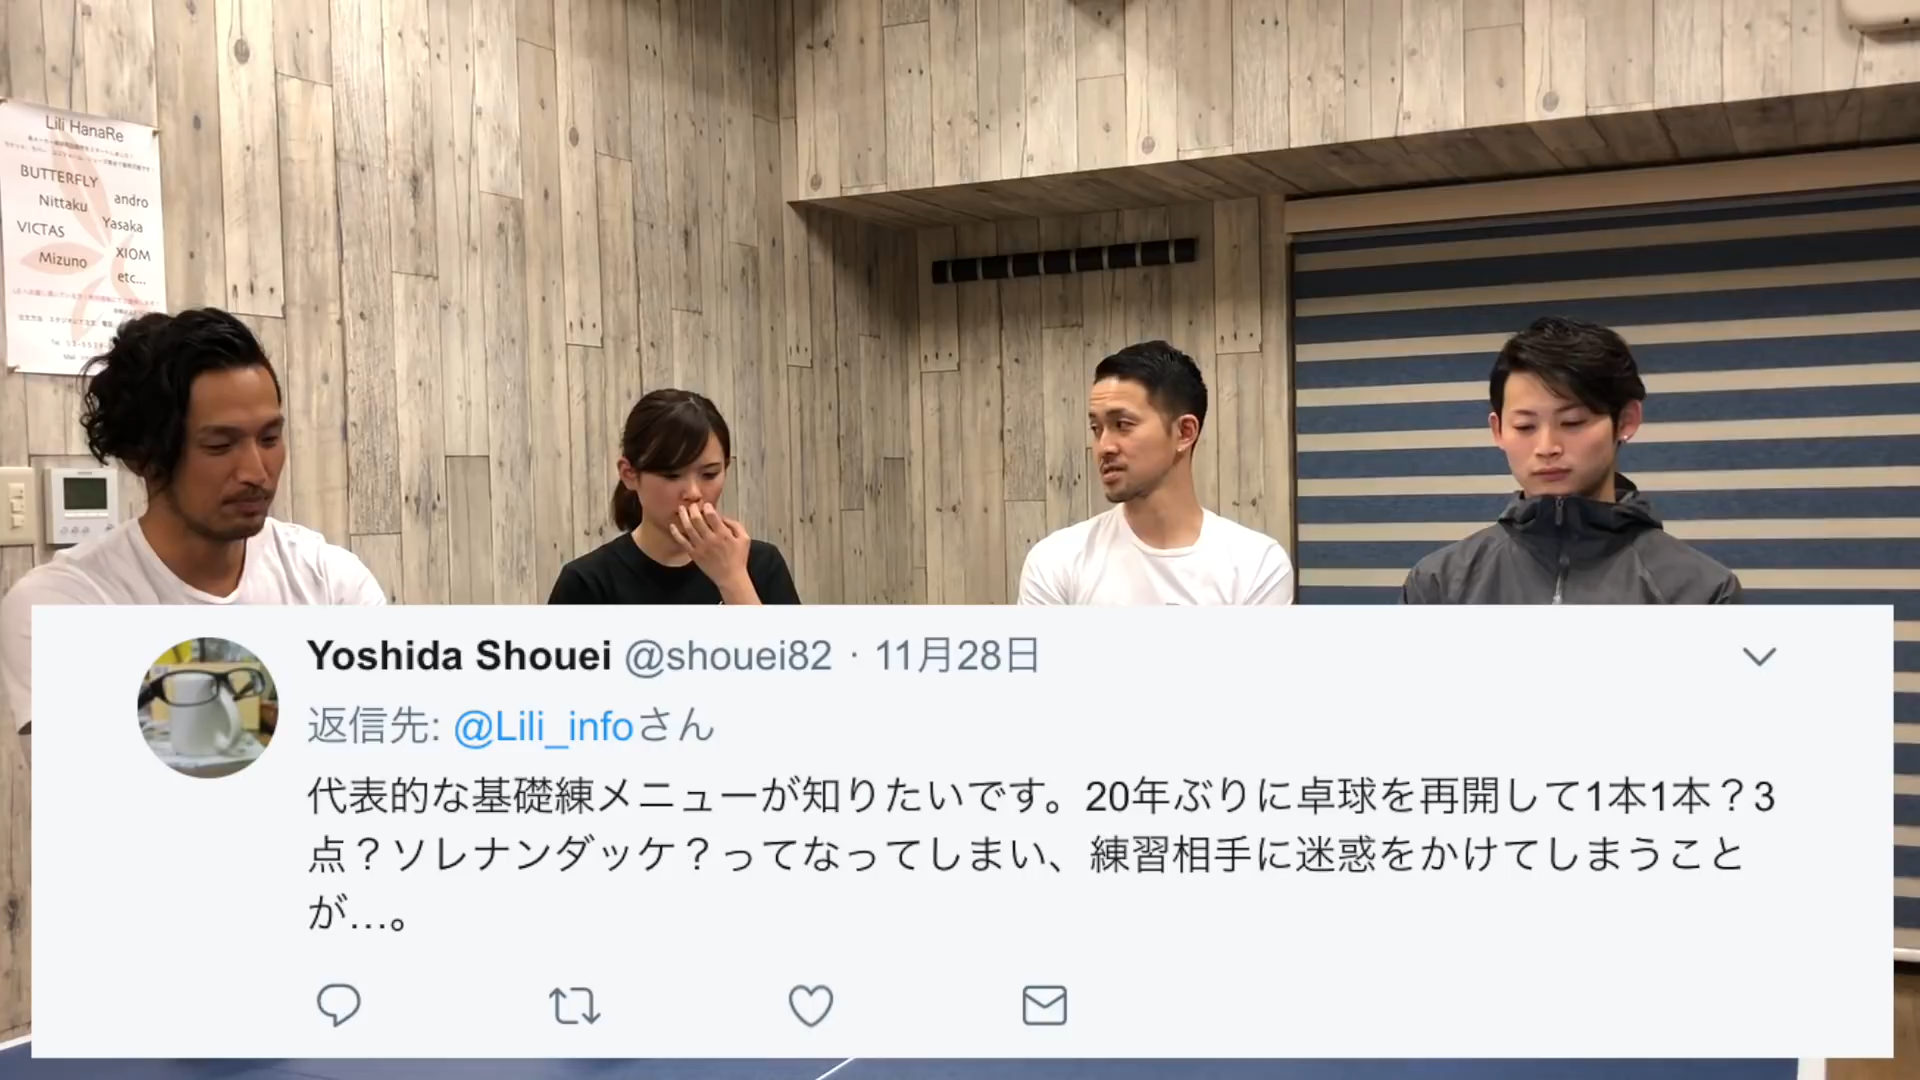 Lili HanaRe
BUTTERFLY
Nittaku
andro
VICTAS
Yasaka
Mizuno
XIOM
etc...
Yoshida Shouei @shouei82 · 11月28日
返信先: @Lili_infoさん
代表的な基礎練メニューが知りたいです。20年ぶりに卓球を再開して1本1本？3
点？ソレナンダッケ？ってなってしまい、練習相手に迷惑をかけてしまうこと
が…。